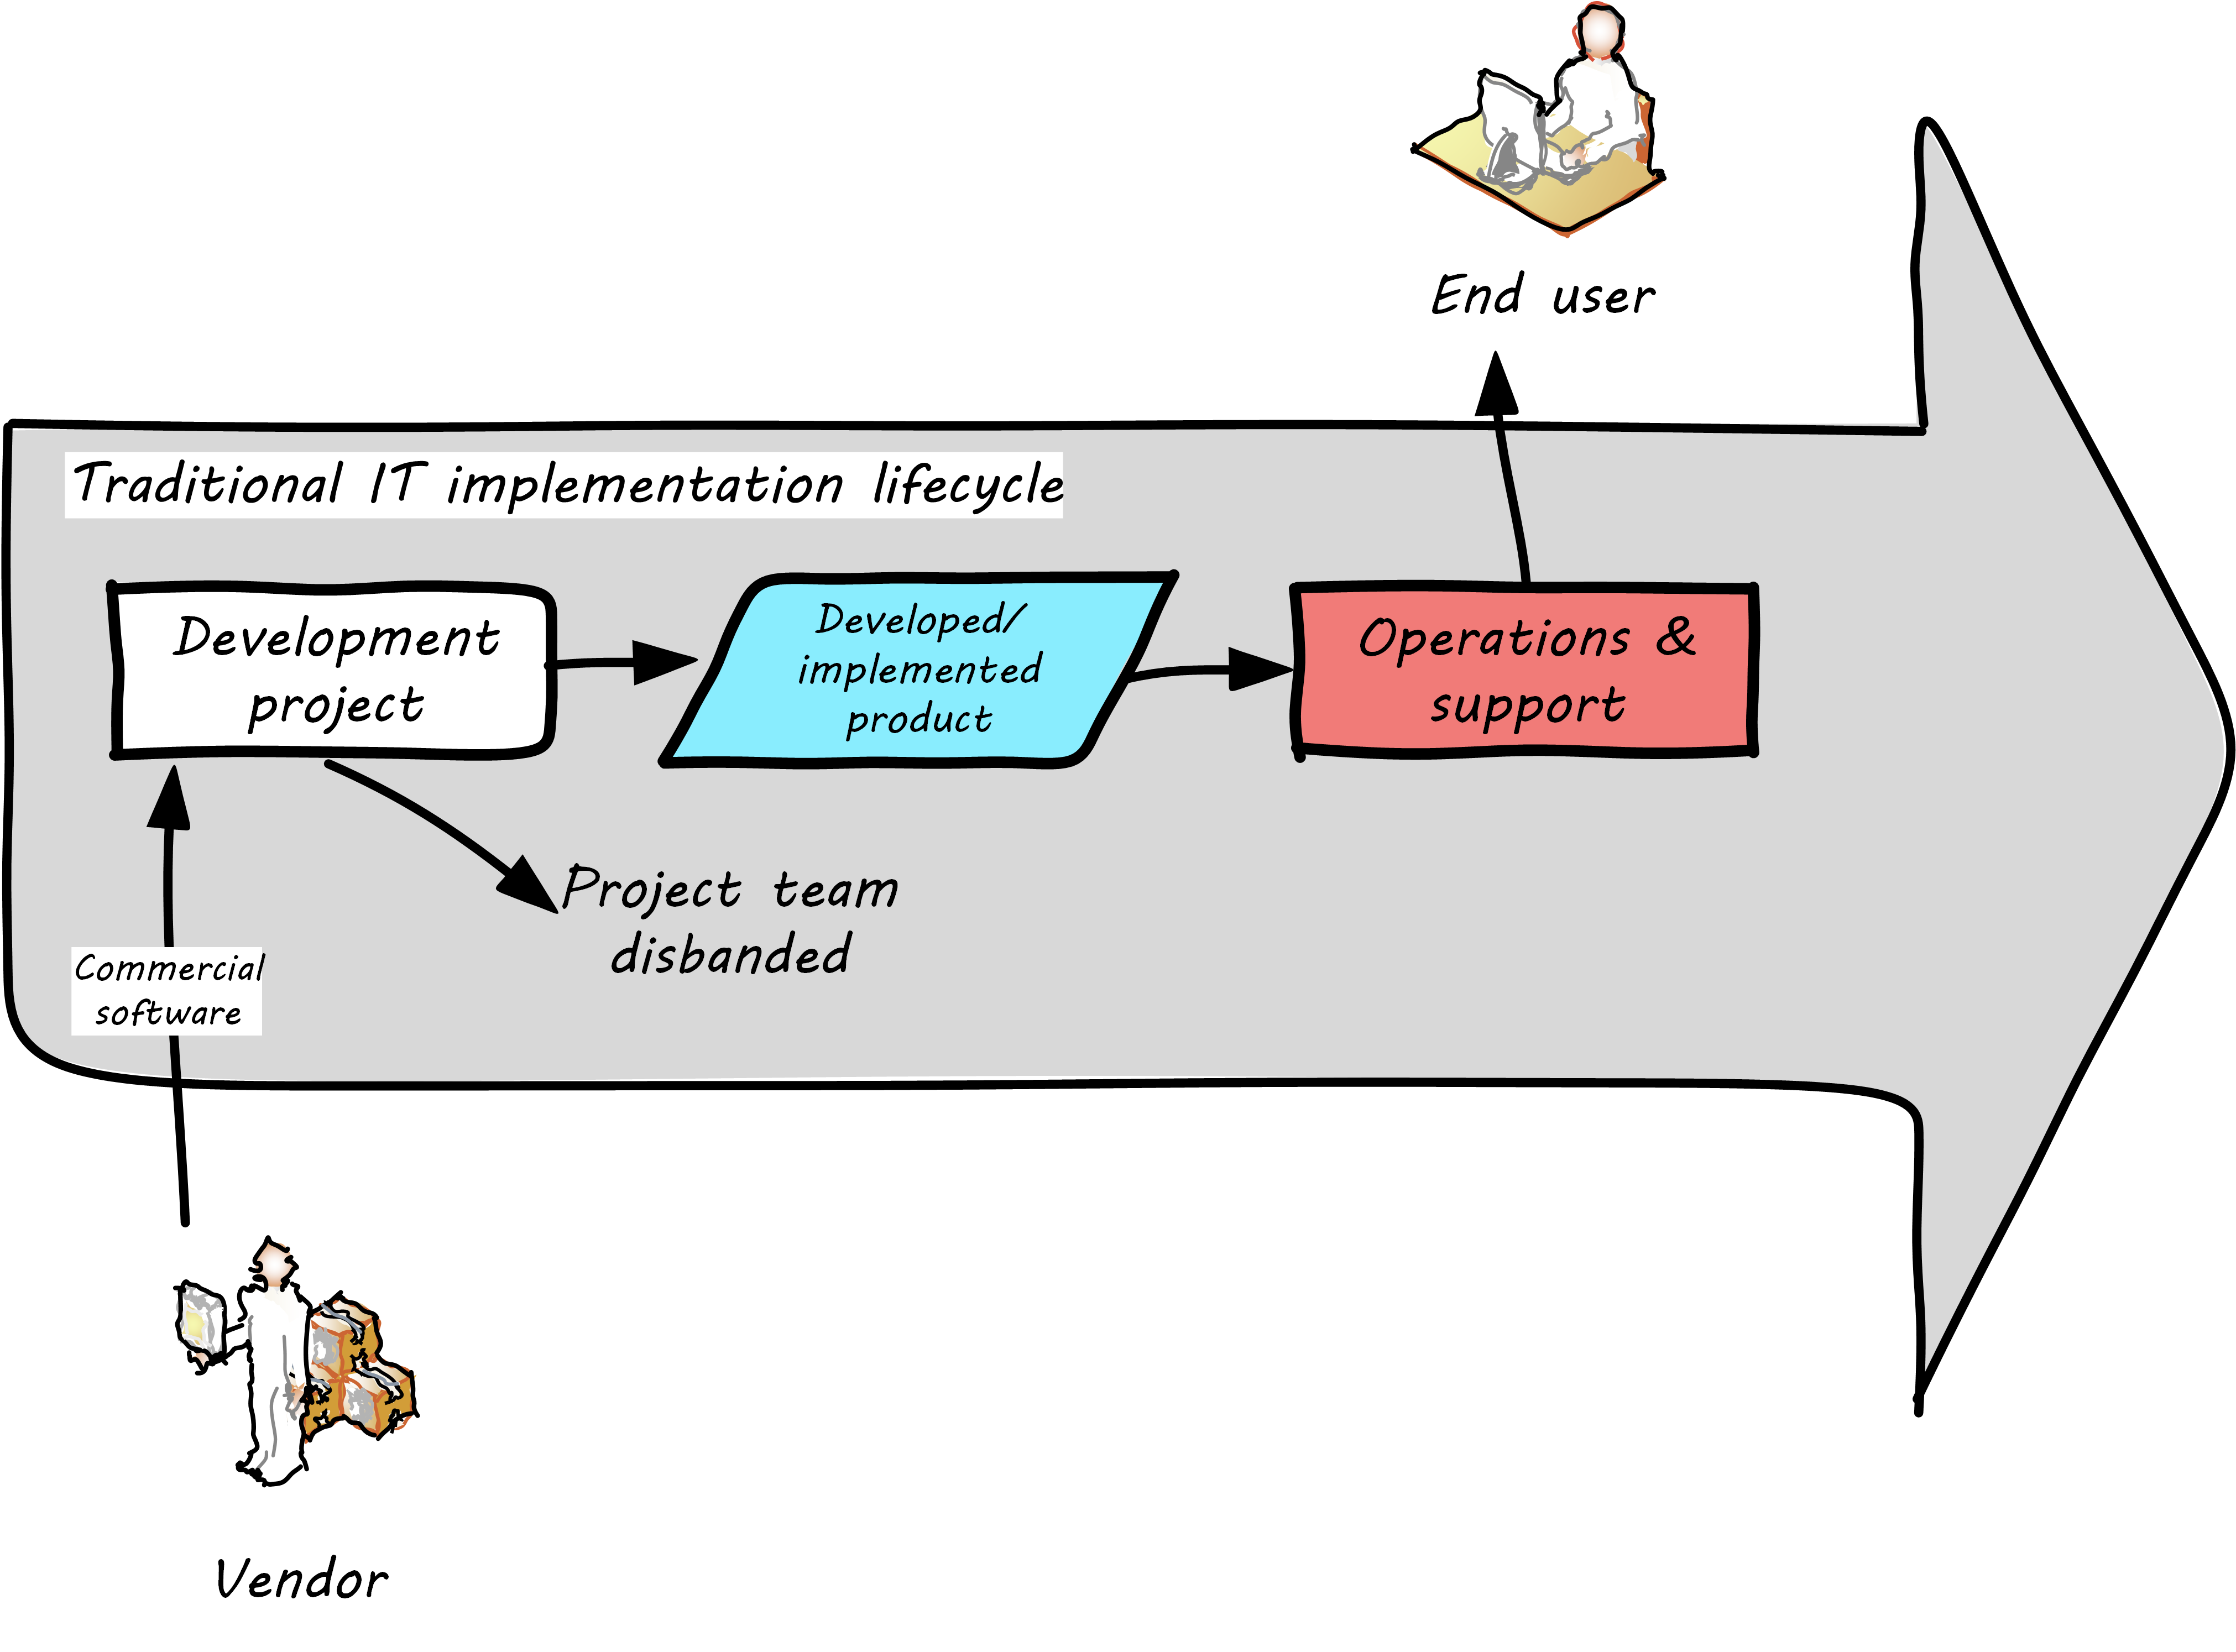 End user
Traditional IT implementation lifecycle
Development
project
Developed/
implemented
product
Operations &
support
Project team
disbanded
Commercial
software
Vendor